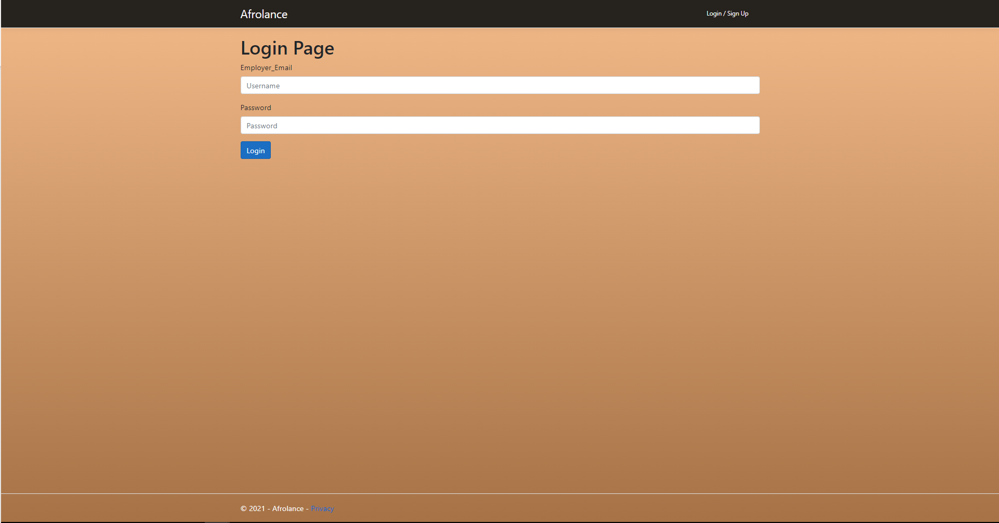 Afrolance
Login / Sign Up
Login Page
Employer_Email
Username
Password
Password
Login
© 2021 - Afrolance - Privacy